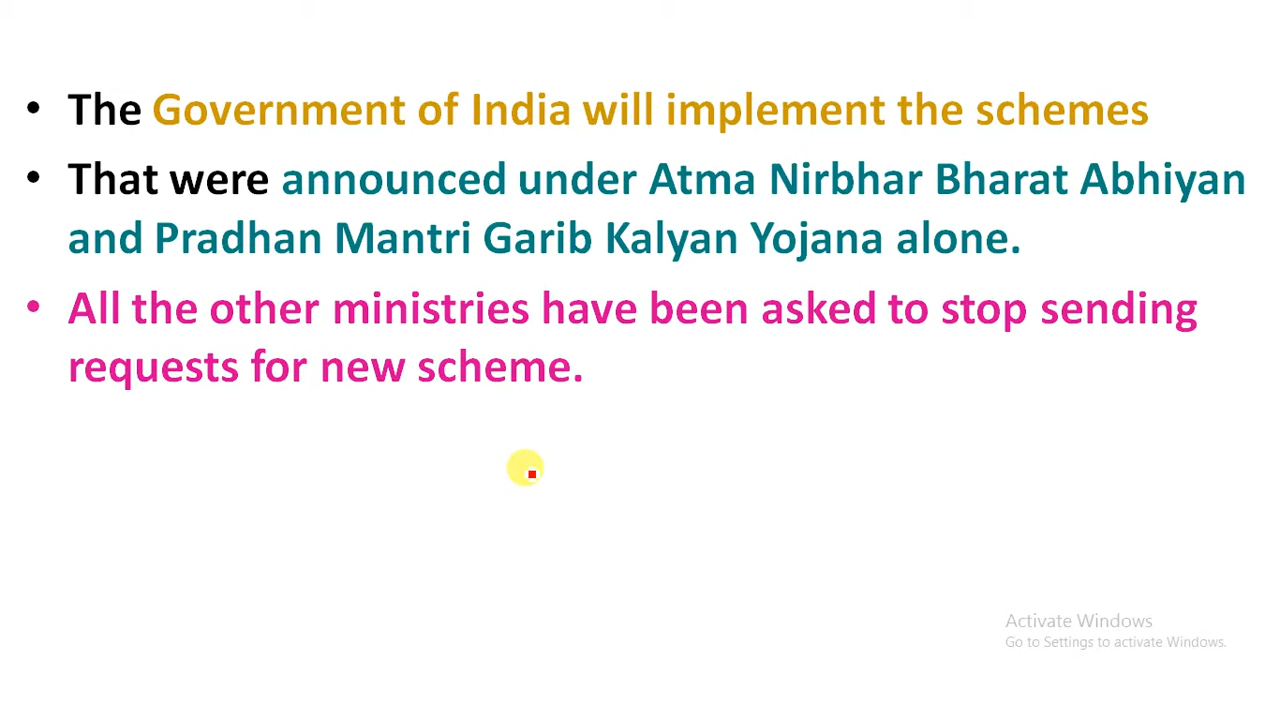 • The Government of India will implement the schemes
• That were announced under Atma Nirbhar Bharat Abhiyan
and Pradhan Mantri Garib Kalyan Yojana alone.
• All the other ministries have been asked to stop sending
requests for new scheme.
Activate Windows
Go to Settings to activate Windows.